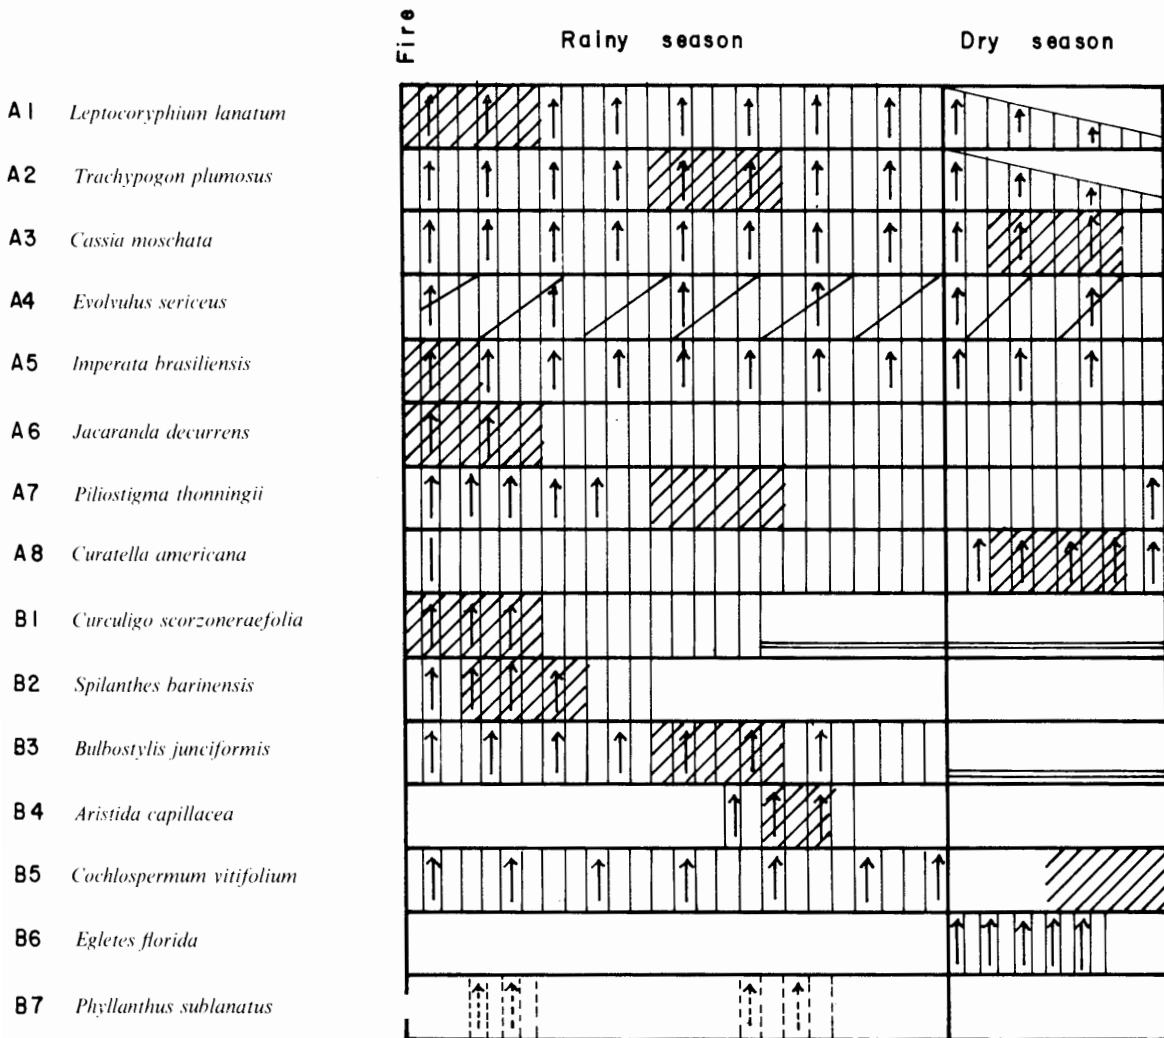 Fire
Rainy season
Dry season
A1 Leptocoryphium lanatum
A2 Trachypogon plumosus
A3 Cassia moschata
A4 Evolvulus sericeus
A5 Imperata brasiliensis
A6 Jacaranda decurrens
A7 Piliostigma thonningii
A8 Curatella americana
B1 Curculigo scorzoneraefolia
B2 Spilanthes barinensis
B3 Bulbostylis junciformis
B4 Aristida capillacea
B5 Cochlospermum vitifolium
B6 Egletes florida
B7 Phyllanthus sublanatus